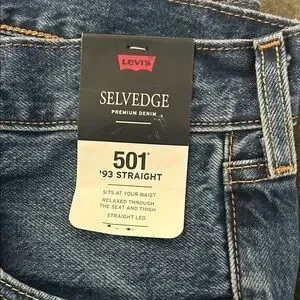 LEVI'S
SELVEDGE
PREMIUM DENIM
501®
'93 STRAIGHT
SITS AT YOUR WAIST
RELAXED THROUGH
THE SEAT AND THIGH
STRAIGHT LEG